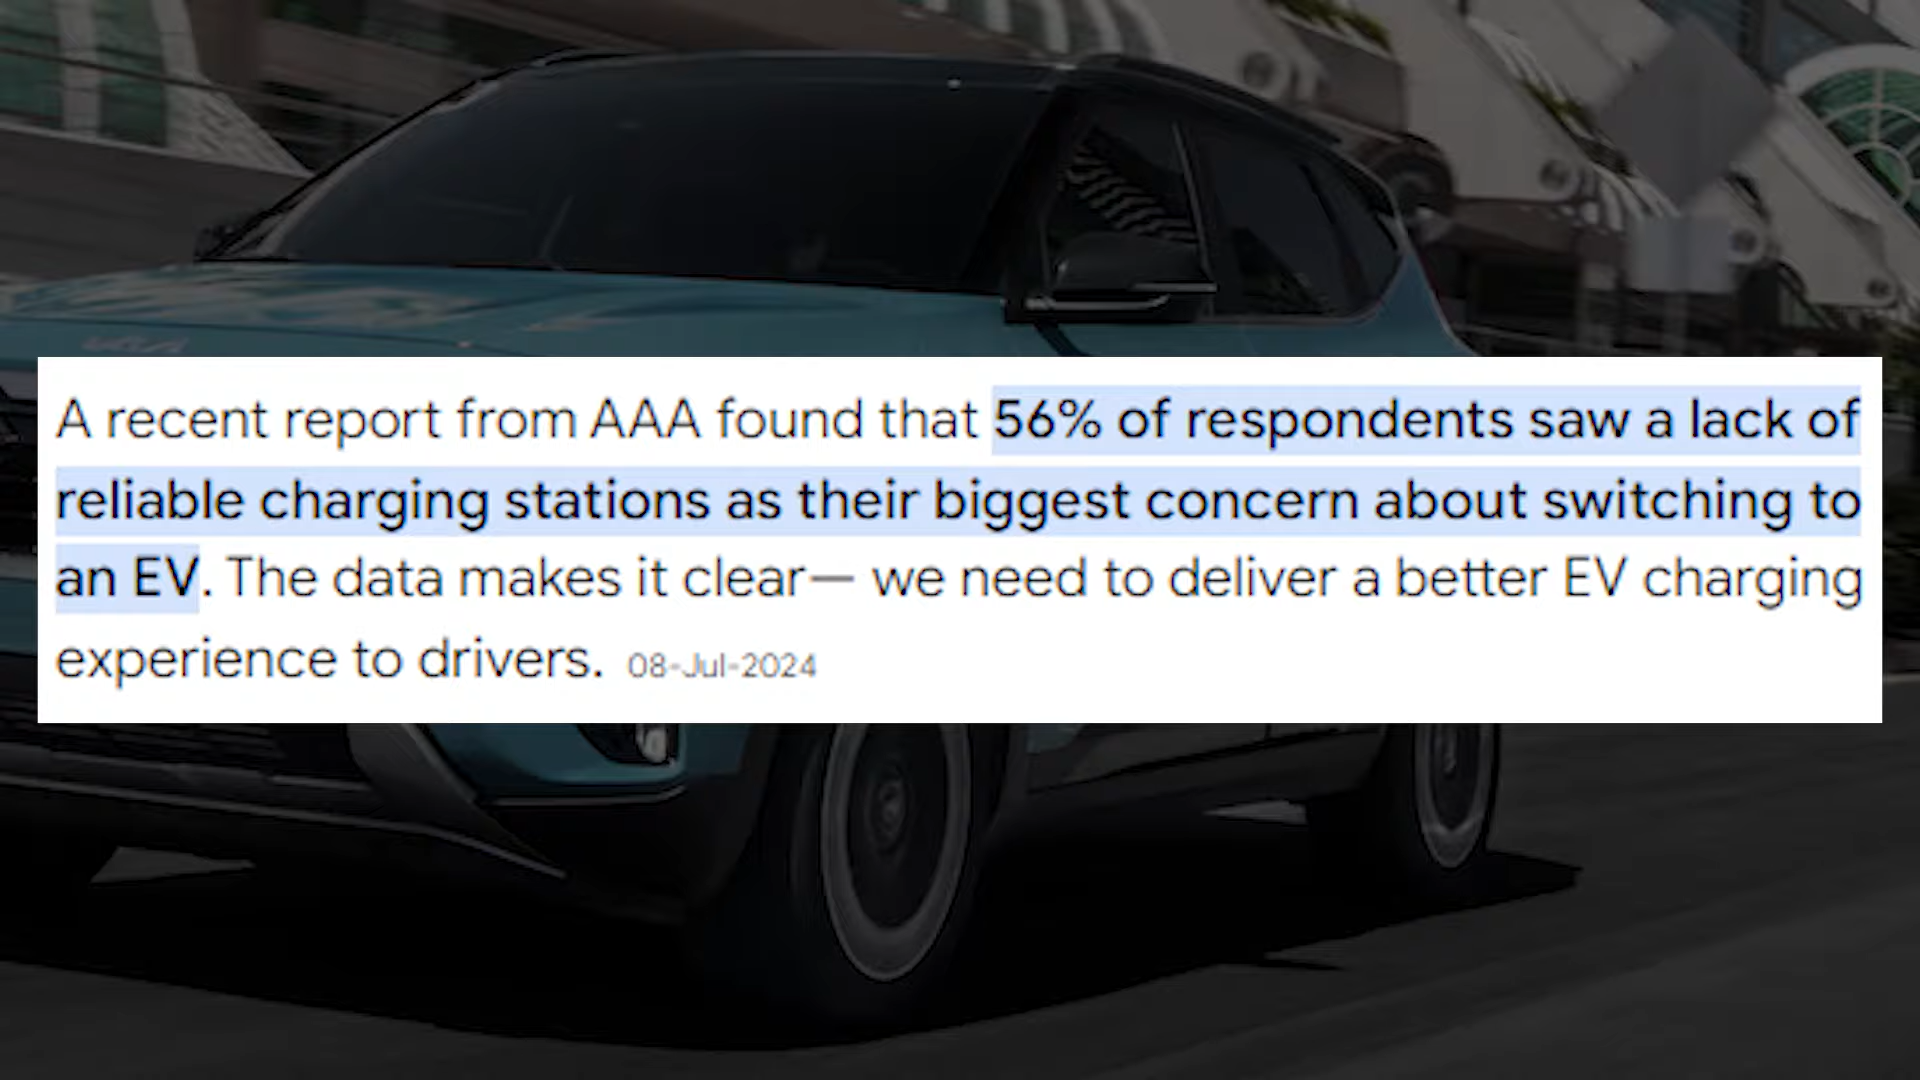 A recent report from AAA found that 56% of respondents saw a lack of
reliable charging stations as their biggest concern about switching to
an EV. The data makes it clear— we need to deliver a better EV charging
experience to drivers. 08-Jul-2024